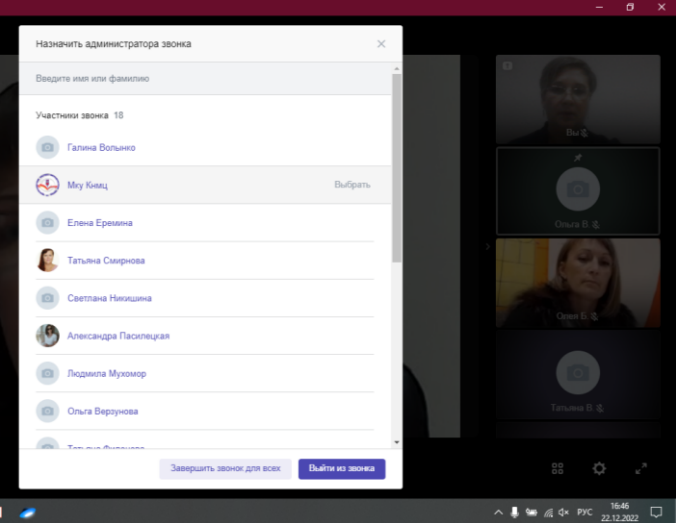 Назначить администратора звонка
Введите имя или фамилию
Участники звонка 18
Галина Волынко
Мку Кнмц
Выбрать
Елена Еремина
Татьяна Смирнова
Светлана Никишина
Александра Пасилецкая
Людмила Мухомор
Ольга Верзунова
Завершить звонок для всех
Выйти из звонка
Вы
Ольга В.
Олия Б.
Татьяна В.
РУС
16:46
22.12.2022